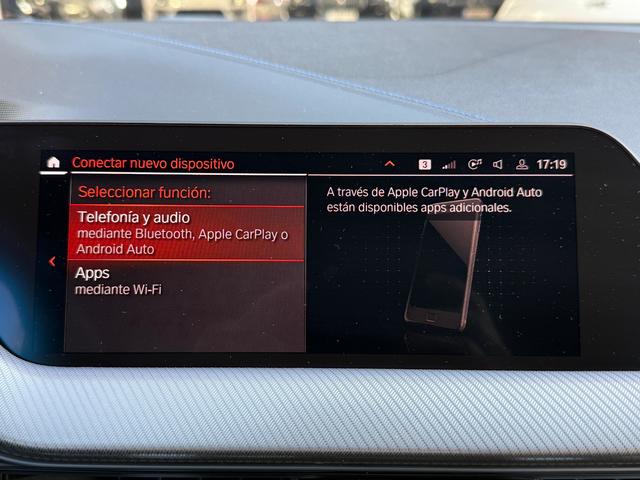 Conectar nuevo dispositivo
3
17:19
Seleccionar función:
Telefonía y audio
mediante Bluetooth, Apple CarPlay o
Android Auto
Apps
mediante Wi-Fi
A través de Apple CarPlay y Android Auto
están disponibles apps adicionales.